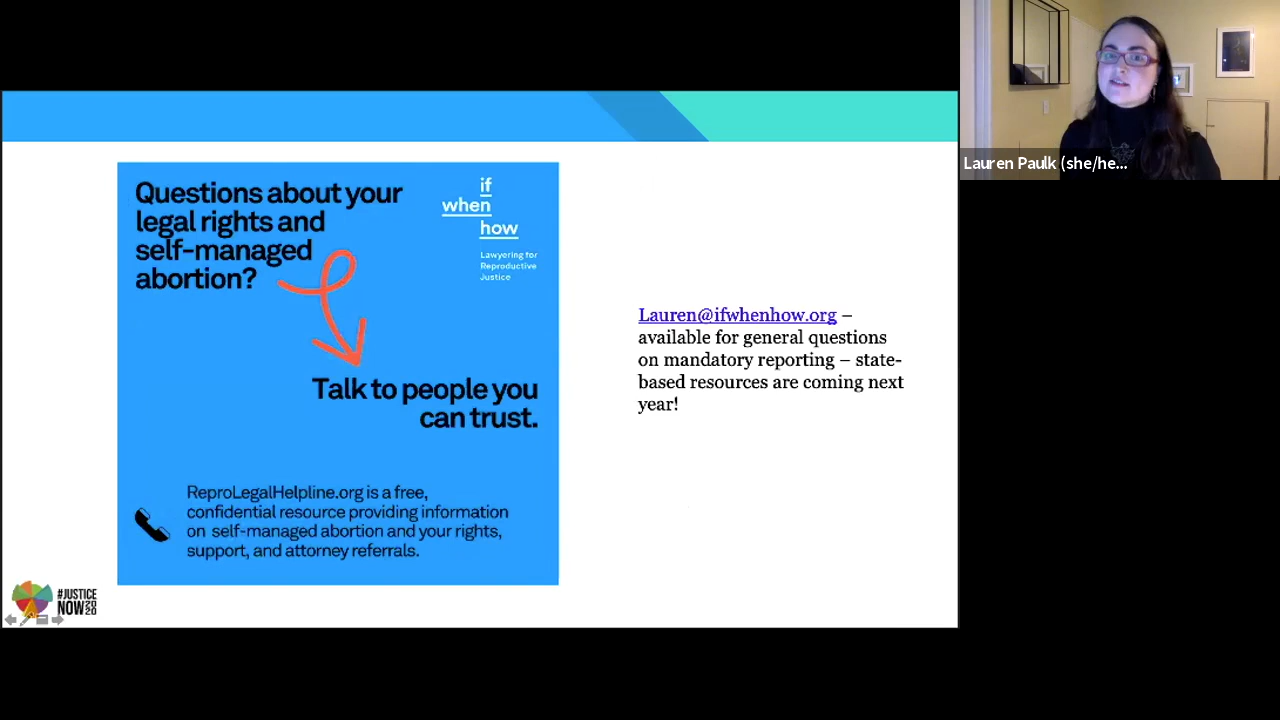 Questions about your
legal rights and
self-managed
abortion?
if
when
how
Lawyering for
Reproductive
Justice
Talk to people you
can trust.
ReproLegalHelpline.org is a free,
confidential resource providing information
on self-managed abortion and your rights,
support, and attorney referrals.
Lauren@ifwhenhow.org –
available for general questions
on mandatory reporting – state-
based resources are coming next
year!
#JUSTICE
NOW2020
Lauren Paulk (she/he...